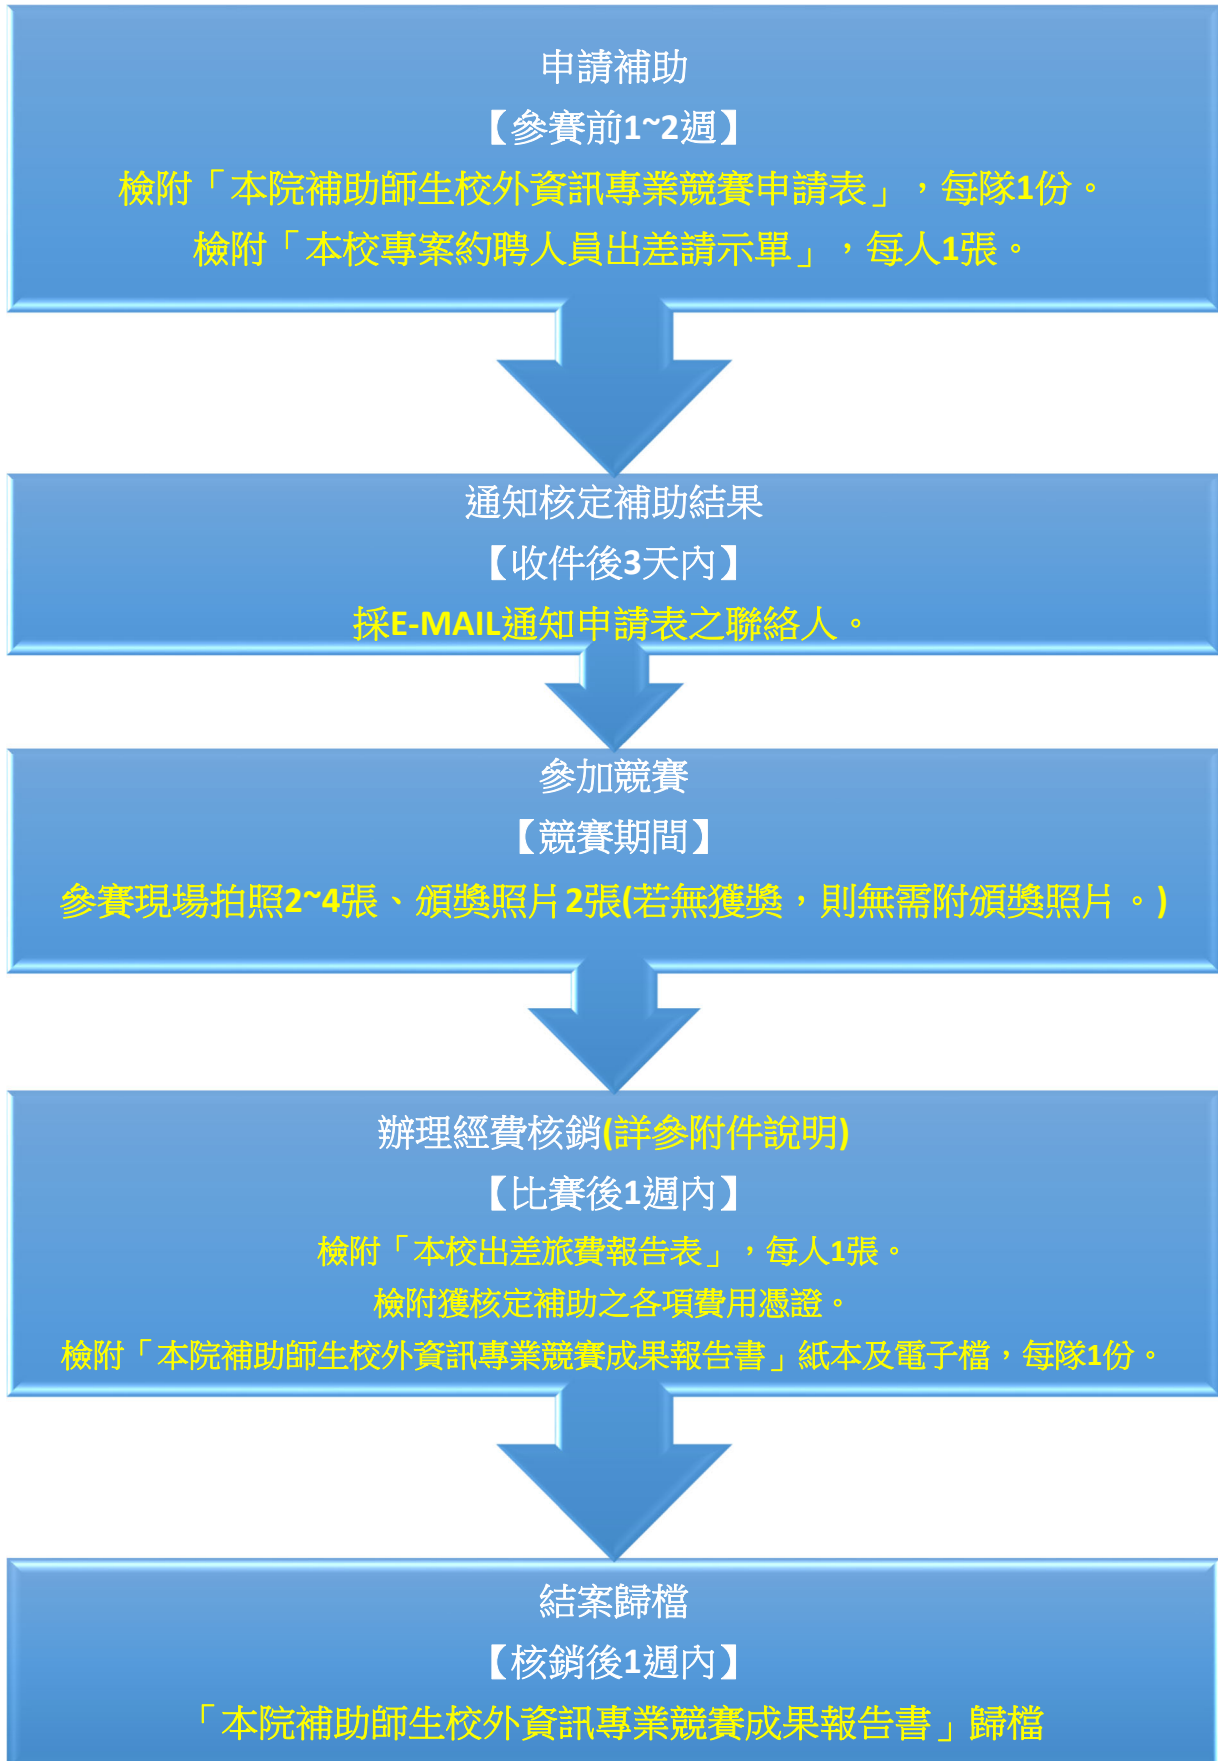 申請補助
【參賽前1~2週】
檢附「本院補助師生校外資訊專業競賽申請表」，每隊1份。
檢附「本校專案約聘人員出差請示單」，每人1張。
通知核定補助結果
【收件後3天內】
採E-MAIL通知申請表之聯絡人。
參加競賽
【競賽期間】
參賽現場拍照2~4張、頒獎照片2張(若無獲獎，則無需附頒獎照片。)
辦理經費核銷(詳參附件說明)
【比賽後1週內】
檢附「本校出差旅費報告表」，每人1張。
檢附獲核定補助之各項費用憑證。
檢附「本院補助師生校外資訊專業競賽成果報告書」紙本及電子檔，每隊1份。
結案歸檔
【核銷後1週內】
「本院補助師生校外資訊專業競賽成果報告書」歸檔